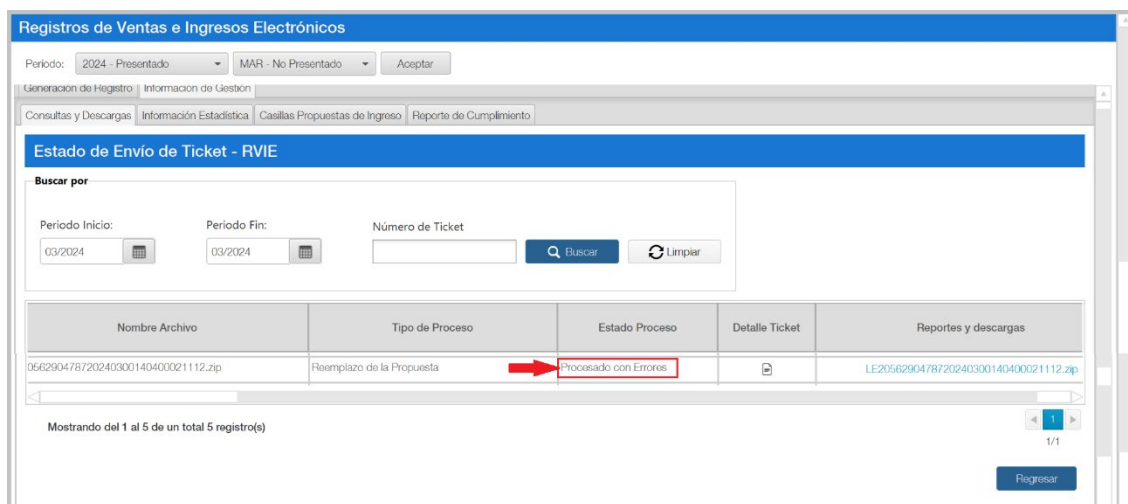 Registros de Ventas e Ingresos Electrónicos
Periodo: 2024 - Presentado MAR - No Presentado Aceptar
Generación de Registro Información de Gestión
Consultas y Descargas Información Estadística Casillas Propuestas de Ingreso Reporte de Cumplimiento
Estado de Envío de Ticket - RVIE
Buscar por
Periodo Inicio: Periodo Fin: Número de Ticket
03/2024 03/2024 Buscar Limpiar
Nombre Archivo Tipo de Proceso Estado Proceso Detalle Ticket Reportes y descargas
056290478720240300140400021112.zip Reemplazo de la Propuesta Procesado con Errores LE2056290478720240300140400021112.zip
Mostrando del 1 al 5 de un total 5 registro(s)
1
1/1
Regresar